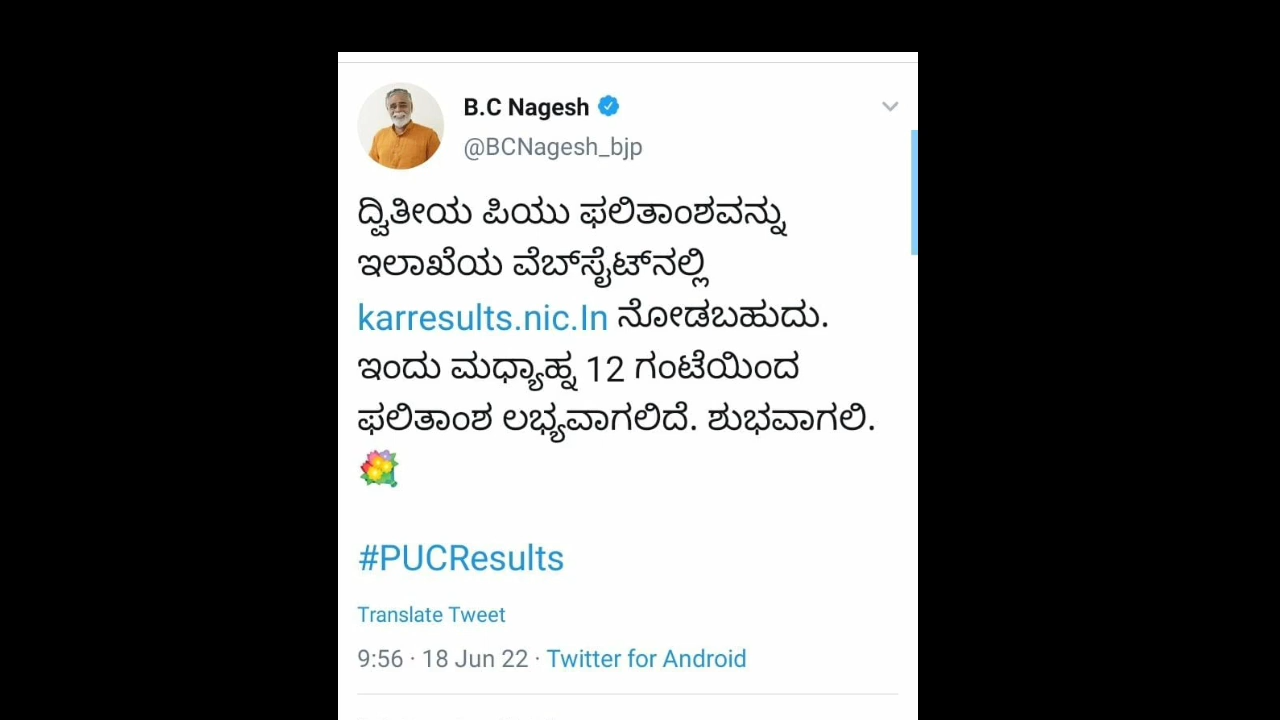 B.C Nagesh
@BCNagesh_bjp
ದ್ವಿತೀಯ ಪಿಯು ಫಲಿತಾಂಶವನ್ನು
ಇಲಾಖೆಯ ವೆಬ್‌ಸೈಟ್‌ನಲ್ಲಿ
karresults.nic.In ನೋಡಬಹುದು.
ಇಂದು ಮಧ್ಯಾಹ್ನ 12 ಗಂಟೆಯಿಂದ
ಫಲಿತಾಂಶ ಲಭ್ಯವಾಗಲಿದೆ. ಶುಭವಾಗಲಿ.
💐
#PUCResults
Translate Tweet
9:56 · 18 Jun 22 · Twitter for Android